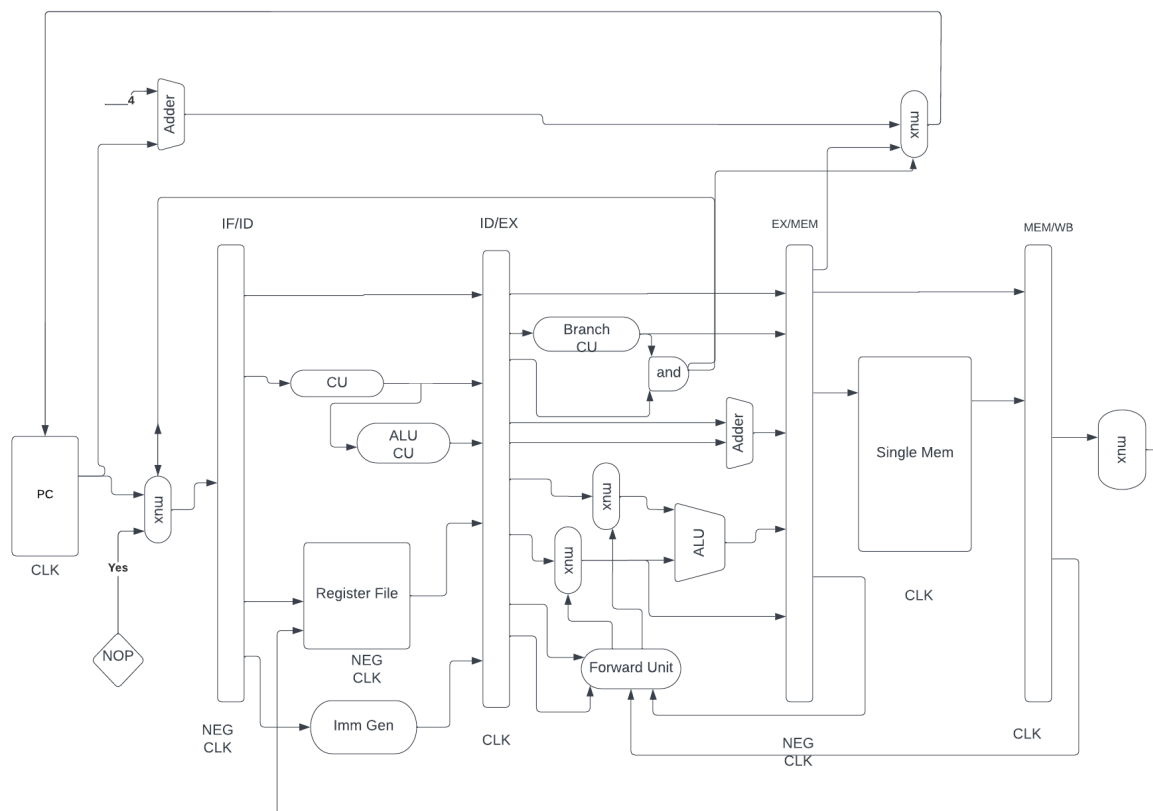 4
Adder
mux
IF/ID
ID/EX
EX/MEM
MEM/WB
Branch
CU
and
CU
ALU
CU
Adder
Single Mem
mux
PC
mux
mux
ALU
mux
CLK
Yes
Register File
CLK
NEG
CLK
NOP
Forward Unit
Imm Gen
NEG
CLK
CLK
NEG
CLK
CLK